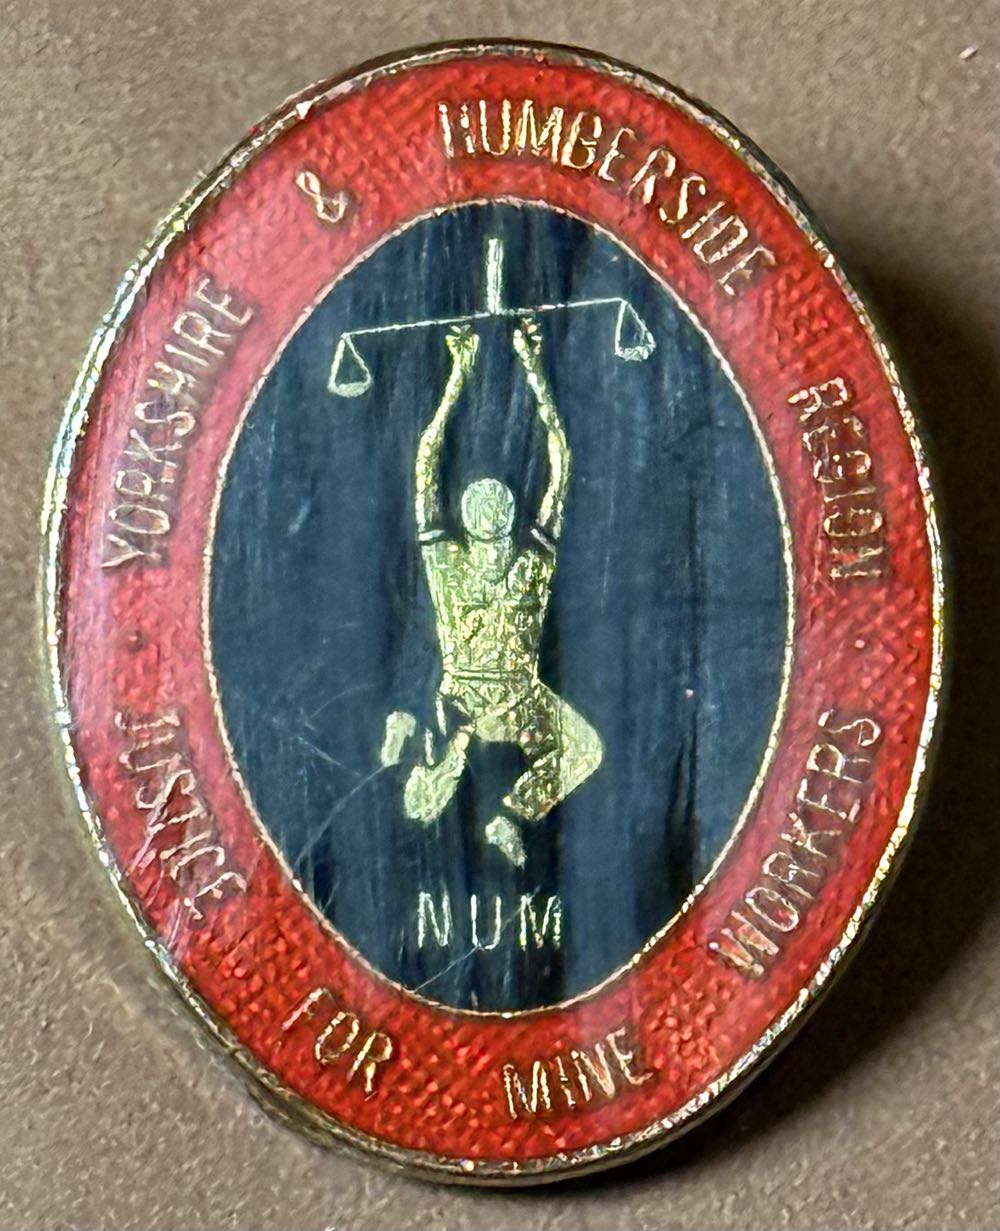 YORKSHIRE & HUMBERSIDE REGION
JUSTICE FOR MINE WORKERS
NUM